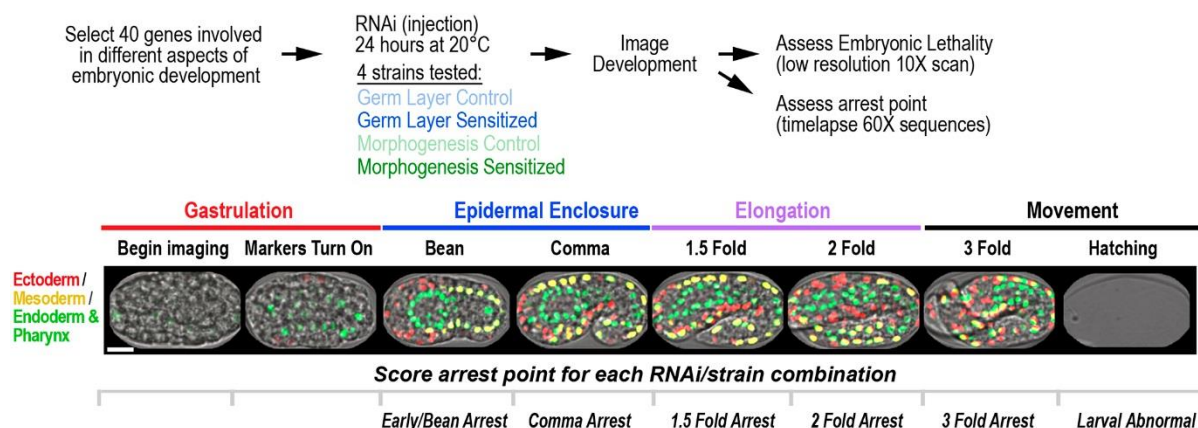 Select 40 genes involved
in different aspects of
embryonic development
RNAi (injection)
24 hours at 20°C
4 strains tested:
Germ Layer Control
Germ Layer Sensitized
Morphogenesis Control
Morphogenesis Sensitized
Image
Development
Assess Embryonic Lethality
(low resolution 10X scan)
Assess arrest point
(timelapse 60X sequences)
Gastrulation
Epidermal Enclosure
Elongation
Movement
Begin imaging
Markers Turn On
Bean
Comma
1.5 Fold
2 Fold
3 Fold
Hatching
Ectoderm /
Mesoderm /
Endoderm &
Pharynx
Score arrest point for each RNAi/strain combination
Early/Bean Arrest
Comma Arrest
1.5 Fold Arrest
2 Fold Arrest
3 Fold Arrest
Larval Abnormal